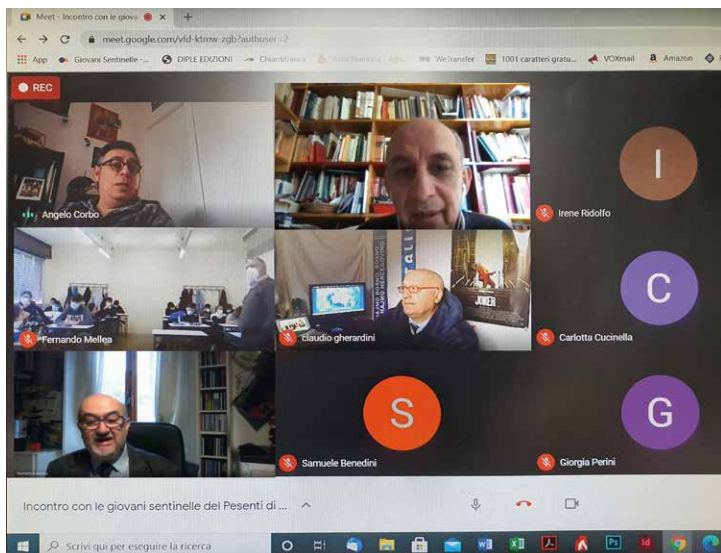 Meet - Incontro con le giova
meet.google.com/vfd-ktmw-zgb?authuser=2
App Giovani Sentinelle -... DIPLE EDIZIONI WeTransfer 1001 caratteri gratu... VOXmail Amazon
REC
Angelo Corbo
I
Irene Ridolfo
Fernando Mellea
JOKER
claudio gherardini
C
Carlotta Cucinella
S
Samuele Benedini
G
Giorgia Perini
Incontro con le giovani sentinelle del Pesenti di ...
Scrivi qui per eseguire la ricerca
Ps
Id